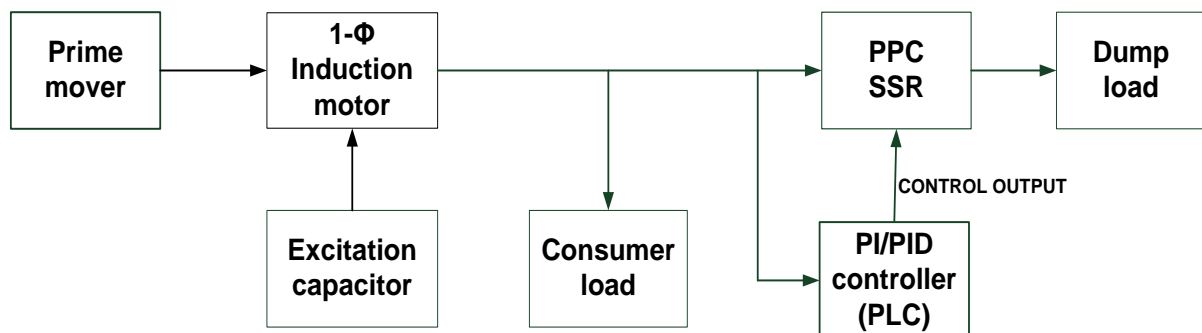 Prime
mover
1-Φ
Induction
motor
PPC
SSR
Dump
load
CONTROL OUTPUT
Excitation
capacitor
Consumer
load
PI/PID
controller
(PLC)